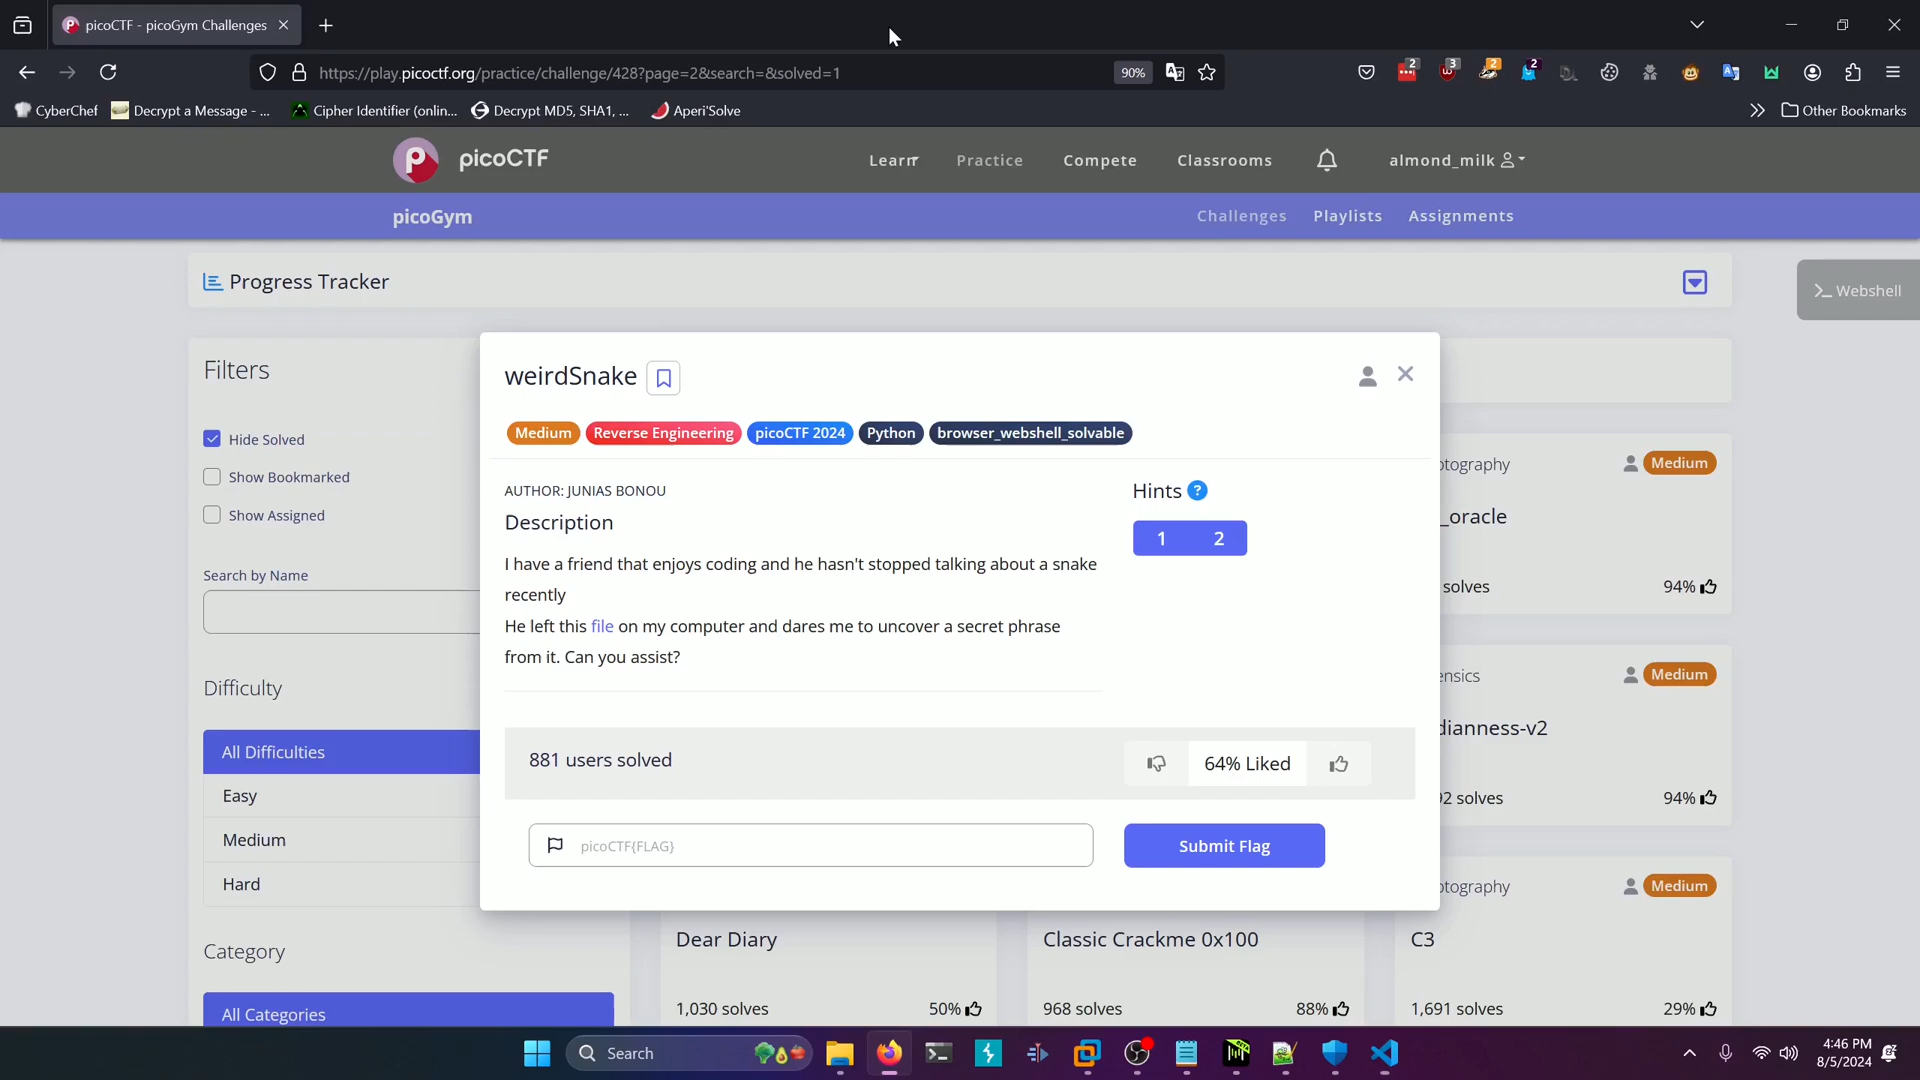 picoCTF - picoGym Challenges
https://play.picoctf.org/practice/challenge/428?page=2&search=&solved=1
90%
2
3
2
2
CyberChef
Decrypt a Message - ...
Cipher Identifier (onlin...
Decrypt MD5, SHA1, ...
Aperi'Solve
Other Bookmarks
picoCTF
Learn
Practice
Compete
Classrooms
almond_milk
picoGym
Challenges
Playlists
Assignments
Progress Tracker
Webshell
Filters
Hide Solved
Show Bookmarked
Show Assigned
Search by Name
Difficulty
All Difficulties
Easy
Medium
Hard
Category
All Categories
weirdSnake
Medium
Reverse Engineering
picoCTF 2024
Python
browser_webshell_solvable
AUTHOR: JUNIAS BONOU
Description
I have a friend that enjoys coding and he hasn't stopped talking about a snake
recently
He left this file on my computer and dares me to uncover a secret phrase
from it. Can you assist?
Hints
?
1
2
881 users solved
64% Liked
picoCTF{FLAG}
Submit Flag
ptography
Medium
_oracle
solves
94%
ensics
Medium
dianness-v2
92 solves
94%
ptography
Medium
Dear Diary
1,030 solves
50%
Classic Crackme 0x100
968 solves
88%
C3
1,691 solves
29%
Search
4:46 PM
8/5/2024